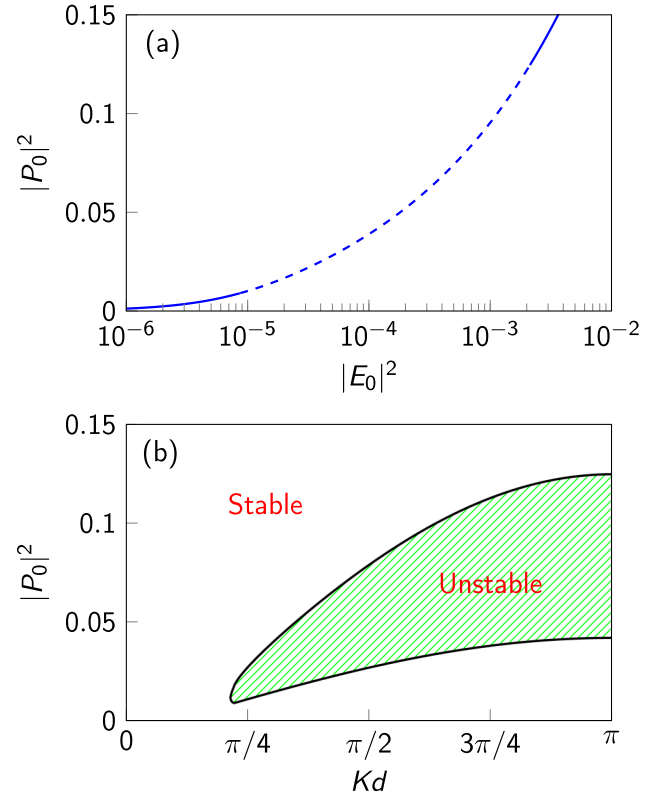 (a)
0.15
0.1
0.05
0
|P₀|²
10⁻⁶ 10⁻⁵ 10⁻⁴ 10⁻³ 10⁻²
|E₀|²
(b)
0.15
0.1
0.05
0
|P₀|²
Stable
Unstable
0 π/4 π/2 3π/4 π
Kd